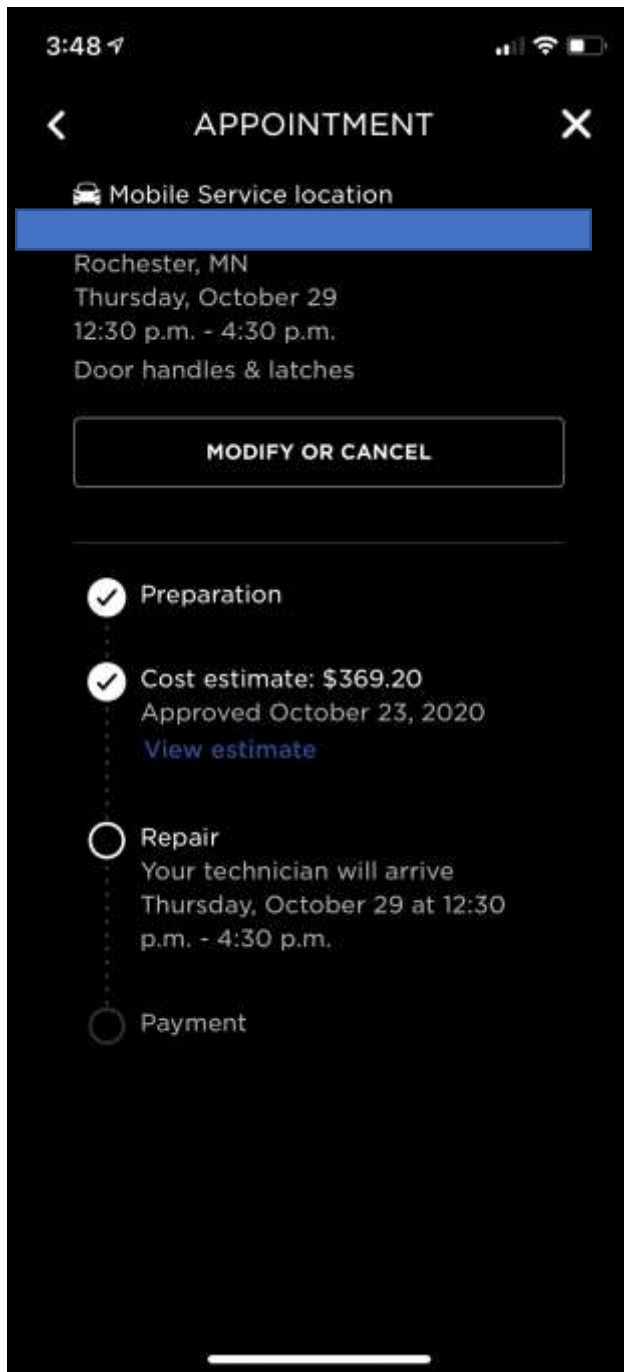 3:48
APPOINTMENT
Mobile Service location
Rochester, MN
Thursday, October 29
12:30 p.m. - 4:30 p.m.
Door handles & latches
MODIFY OR CANCEL
Preparation
Cost estimate: $369.20
Approved October 23, 2020
View estimate
Repair
Your technician will arrive
Thursday, October 29 at 12:30
p.m. - 4:30 p.m.
Payment